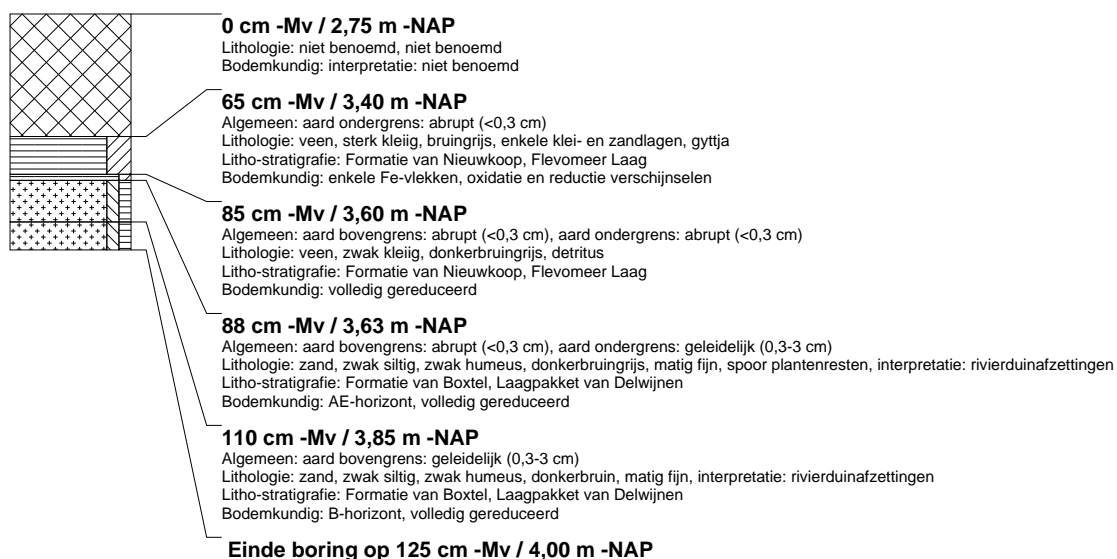 0 cm -Mv / 2,75 m -NAP
Lithologie: niet benoemd, niet benoemd
Bodemkundig: interpretatie: niet benoemd
65 cm -Mv / 3,40 m -NAP
Algemeen: aard ondergrens: abrupt (<0,3 cm)
Lithologie: veen, sterk kleiig, bruingrijs, enkele klei- en zandlagen, gyttja
Litho-stratigrafie: Formatie van Nieuwkoop, Flevomeer Laag
Bodemkundig: enkele Fe-vlekken, oxidatie en reductie verschijnselen
85 cm -Mv / 3,60 m -NAP
Algemeen: aard bovengrens: abrupt (<0,3 cm), aard ondergrens: abrupt (<0,3 cm)
Lithologie: veen, zwak kleiig, donkerbruingrijs, detritus
Litho-stratigrafie: Formatie van Nieuwkoop, Flevomeer Laag
Bodemkundig: volledig gereduceerd
88 cm -Mv / 3,63 m -NAP
Algemeen: aard bovengrens: abrupt (<0,3 cm), aard ondergrens: geleidelijk (0,3-3 cm)
Lithologie: zand, zwak siltig, zwak humeus, donkerbruingrijs, matig fijn, spoor plantenresten, interpretatie: rivierduinafzettingen
Litho-stratigrafie: Formatie van Boxtel, Laagpakket van Delwijnen
Bodemkundig: AE-horizont, volledig gereduceerd
110 cm -Mv / 3,85 m -NAP
Algemeen: aard bovengrens: geleidelijk (0,3-3 cm)
Lithologie: zand, zwak siltig, zwak humeus, donkerbruin, matig fijn, interpretatie: rivierduinafzettingen
Litho-stratigrafie: Formatie van Boxtel, Laagpakket van Delwijnen
Bodemkundig: B-horizont, volledig gereduceerd
Einde boring op 125 cm -Mv / 4,00 m -NAP